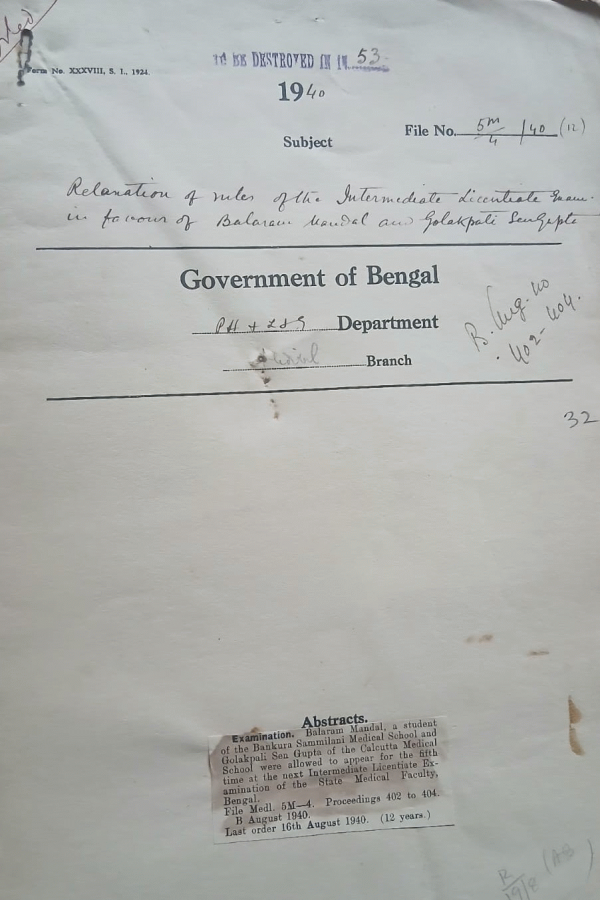 Form No. XXXVIII, S. I., 1924.
TO BE DESTROYED IN 53
1940
Subject
File No. 5M/4 /40 (12)
Relaxation of rules of the Intermediate Licentiate Exam.
in favour of Balaram Mandal and Golakpati SenGupta
Government of Bengal
PH & LSG Department
Branch
B. Aug. 40
402-404.
32
Abstracts.
Examination. Balaram Mandal, a student
of the Bankura Sammilani Medical School and
Golakpali Sen Gupta of the Calcutta Medical
School were allowed to appear for the fifth
time at the next Intermediate Licentiate Ex-
amination of the State Medical Faculty,
Bengal.
File Medl. 5M—4. Proceedings 402 to 404.
B August 1940.
Last order 16th August 1940. (12 years.)